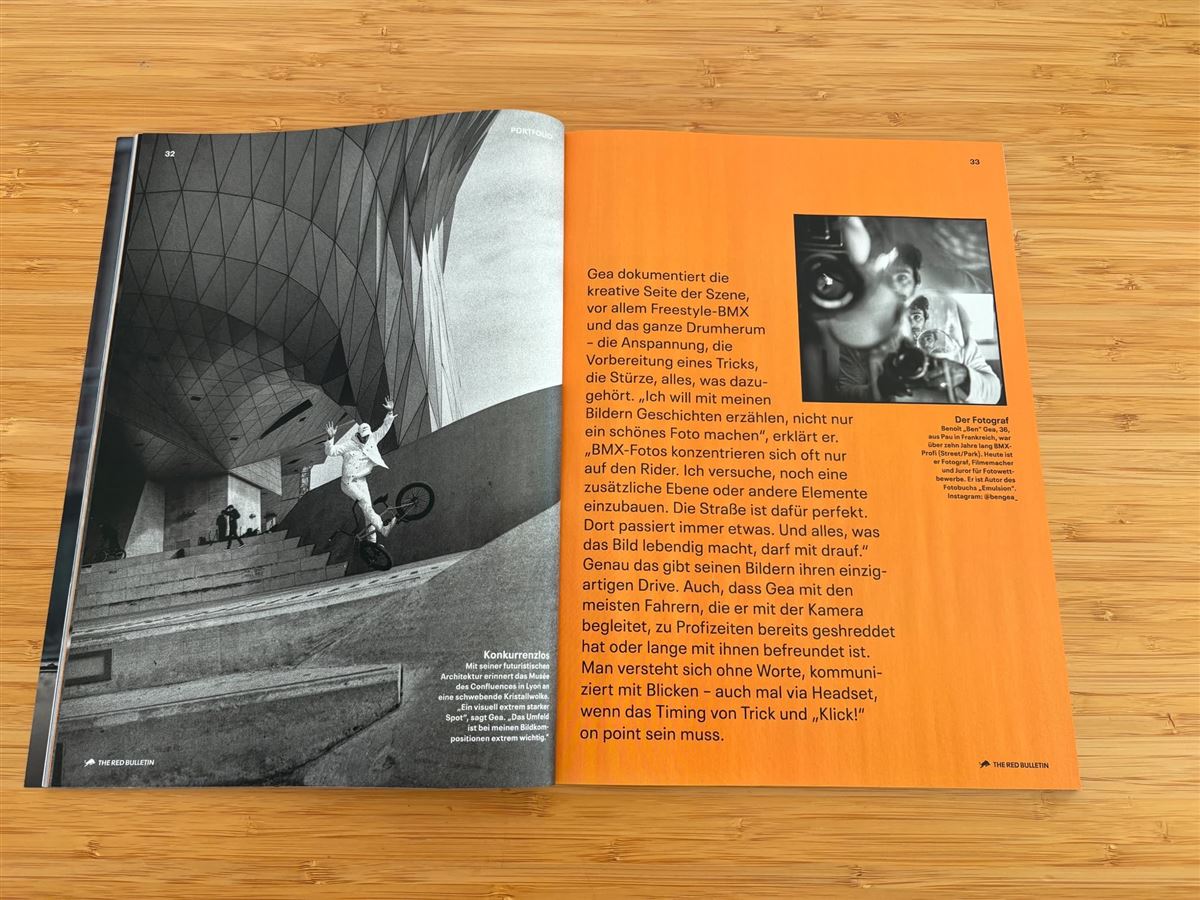 32
PORTFOLIO
Konkurrenzlos
Mit seiner futuristischen
Architektur erinnert das Musée
des Confluences in Lyon an
eine schwebende Kristallwolke.
„Ein visuell extrem starker
Spot“, sagt Gea. „Das Umfeld
ist bei meinen Bildkom-
positionen extrem wichtig.“
THE RED BULLETIN
33
Gea dokumentiert die
kreative Seite der Szene,
vor allem Freestyle-BMX
und das ganze Drumherum
– die Anspannung, die
Vorbereitung eines Tricks,
die Stürze, alles, was dazu-
gehört. „Ich will mit meinen
Bildern Geschichten erzählen, nicht nur
ein schönes Foto machen“, erklärt er.
„BMX-Fotos konzentrieren sich oft nur
auf den Rider. Ich versuche, noch eine
zusätzliche Ebene oder andere Elemente
einzubauen. Die Straße ist dafür perfekt.
Dort passiert immer etwas. Und alles, was
das Bild lebendig macht, darf mit drauf.“
Genau das gibt seinen Bildern ihren einzig-
artigen Drive. Auch, dass Gea mit den
meisten Fahrern, die er mit der Kamera
begleitet, zu Profizeiten bereits geshreddet
hat oder lange mit ihnen befreundet ist.
Man versteht sich ohne Worte, kommuni-
ziert mit Blicken – auch mal via Headset,
wenn das Timing von Trick und „Klick!“
on point sein muss.
Der Fotograf
Benoît „Ben“ Gea, 36,
aus Pau in Frankreich, war
über zehn Jahre lang BMX-
Profi (Street/Park). Heute ist
er Fotograf, Filmemacher
und Juror für Fotowett-
bewerbe. Er ist Autor des
Fotobuchs „Emulsion“.
Instagram: @bengea_
THE RED BULLETIN